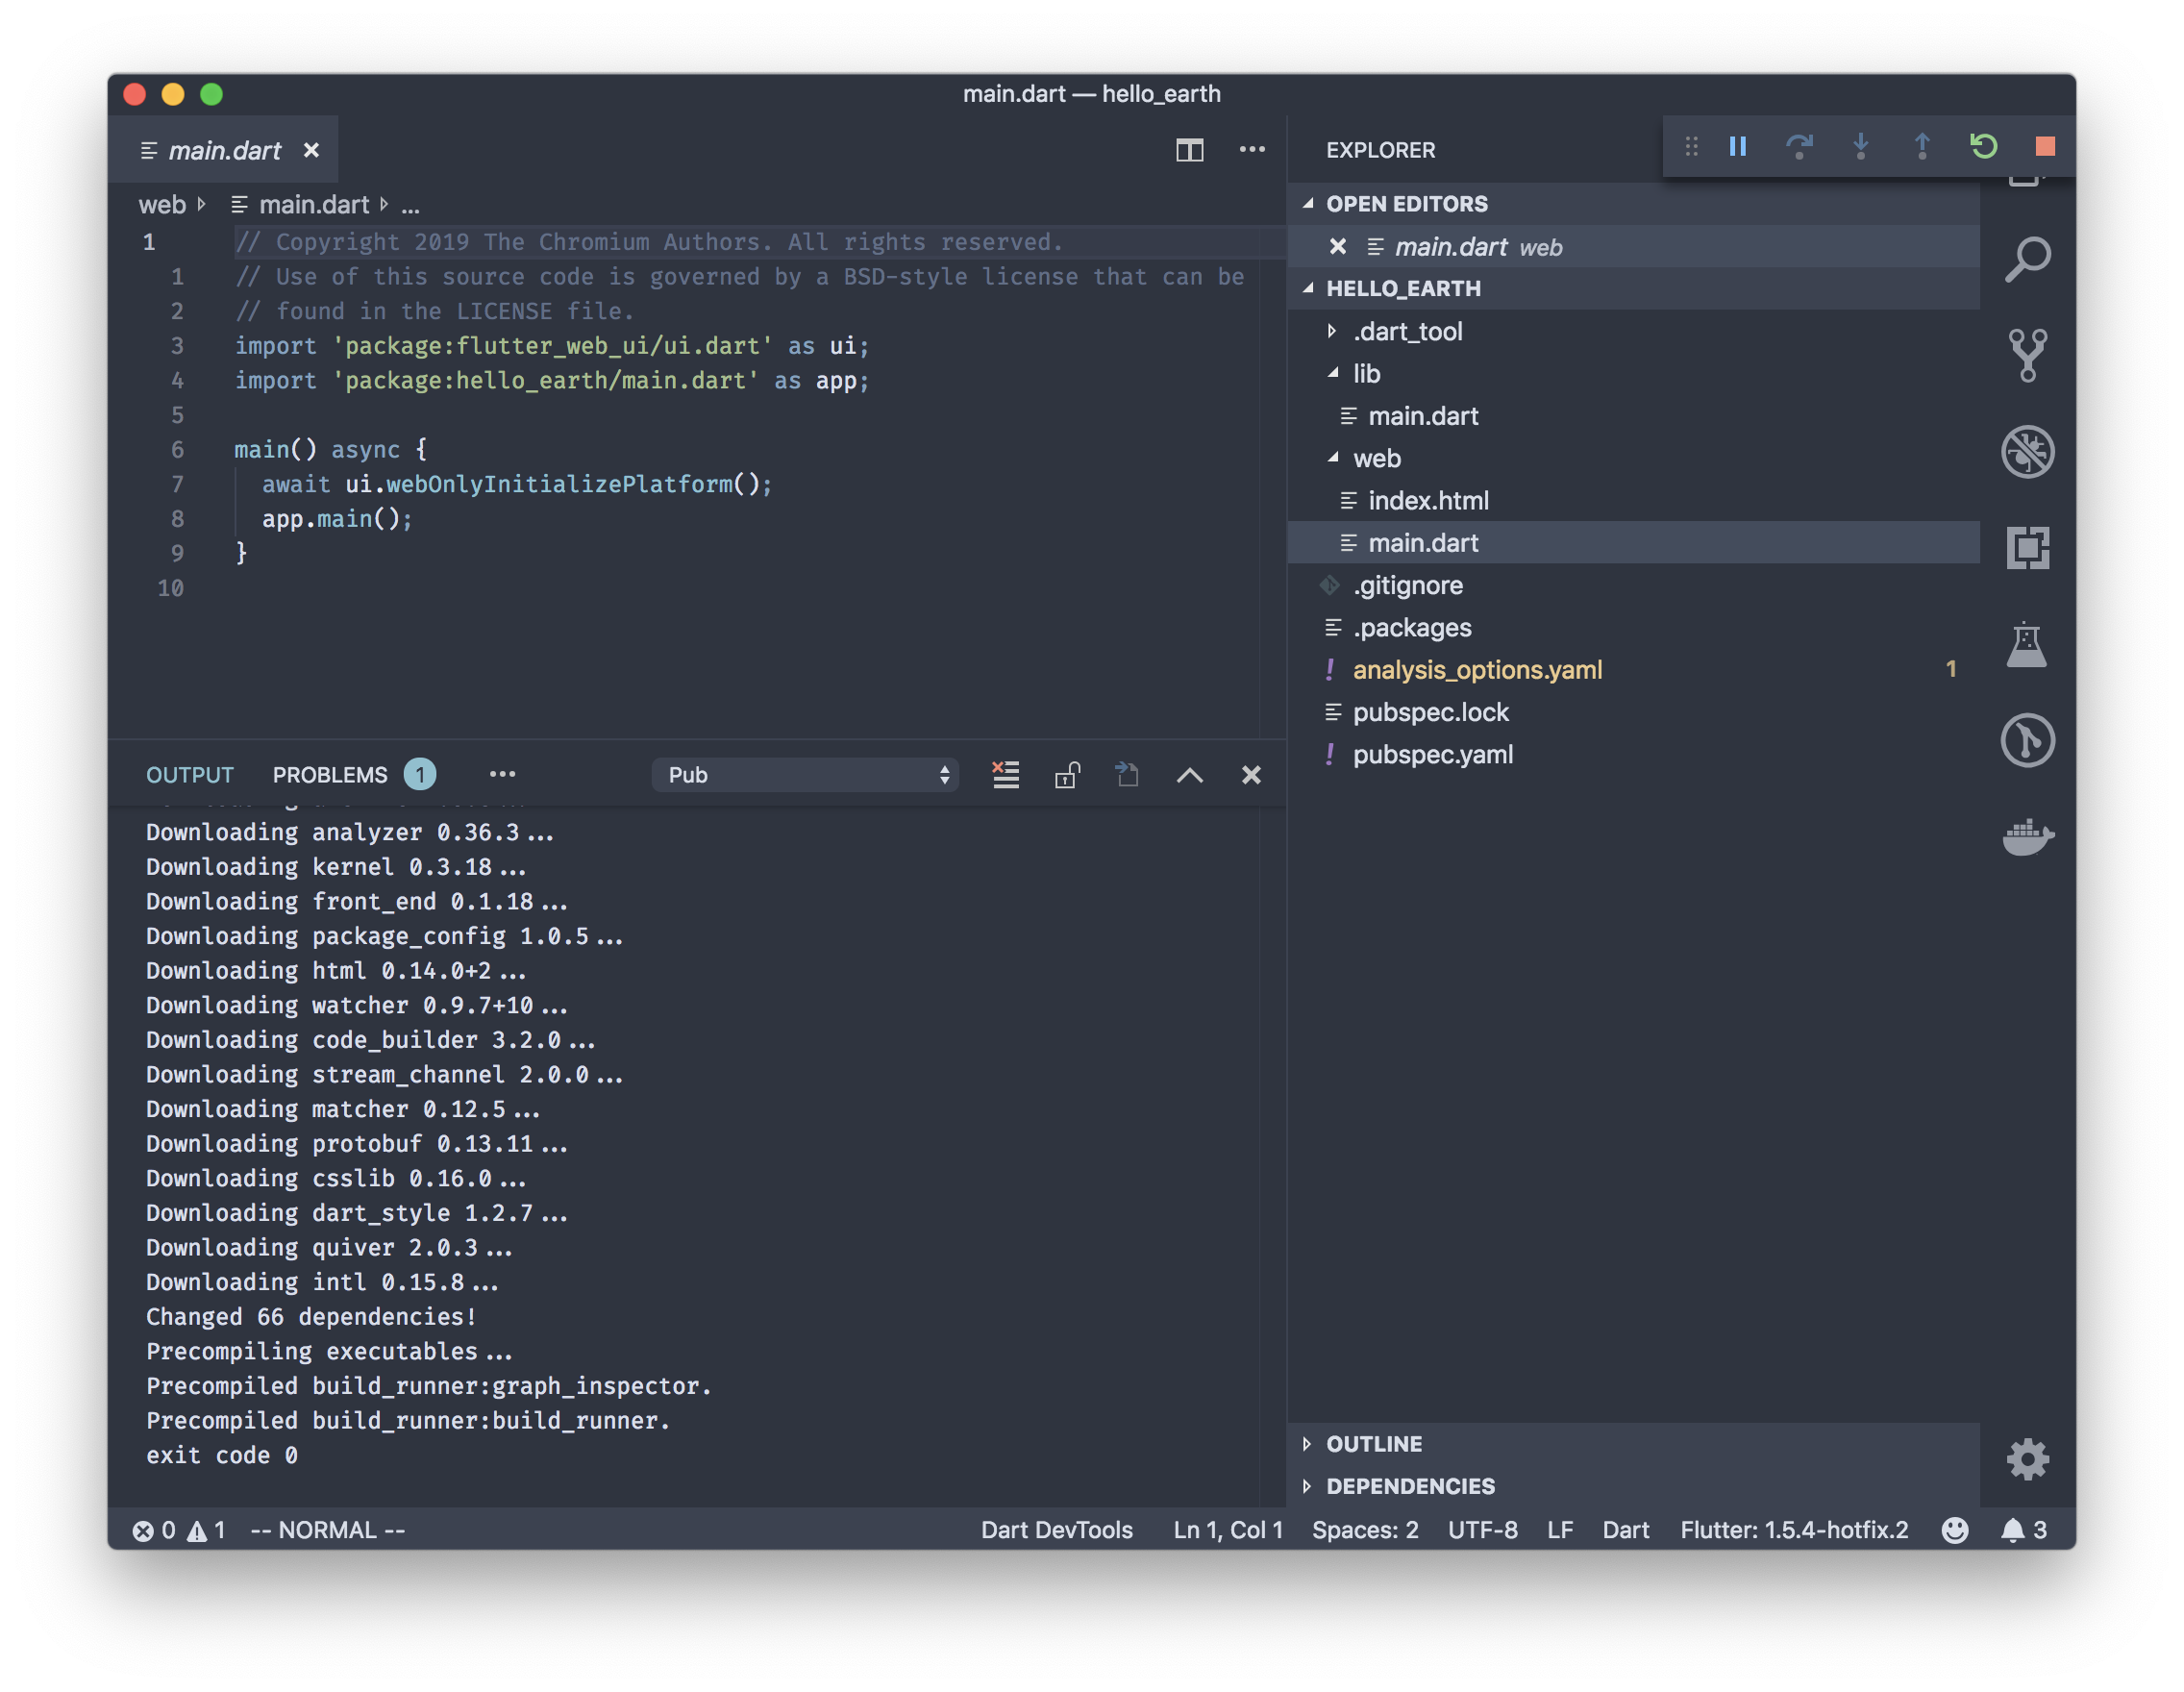 main.dart — hello_earth
main.dart
web main.dart ...
1 // Copyright 2019 The Chromium Authors. All rights reserved.
1 // Use of this source code is governed by a BSD-style license that can be
2 // found in the LICENSE file.
3 import 'package:flutter_web_ui/ui.dart' as ui;
4 import 'package:hello_earth/main.dart' as app;
5
6 main() async {
7 await ui.webOnlyInitializePlatform();
8 app.main();
9 }
10
OUTPUT PROBLEMS 1 Pub
Downloading analyzer 0.36.3...
Downloading kernel 0.3.18...
Downloading front_end 0.1.18...
Downloading package_config 1.0.5...
Downloading html 0.14.0+2...
Downloading watcher 0.9.7+10...
Downloading code_builder 3.2.0...
Downloading stream_channel 2.0.0...
Downloading matcher 0.12.5...
Downloading protobuf 0.13.11...
Downloading csslib 0.16.0...
Downloading dart_style 1.2.7...
Downloading quiver 2.0.3...
Downloading intl 0.15.8...
Changed 66 dependencies!
Precompiling executables...
Precompiled build_runner:graph_inspector.
Precompiled build_runner:build_runner.
exit code 0
EXPLORER
OPEN EDITORS
main.dart web
HELLO_EARTH
.dart_tool
lib
main.dart
web
index.html
main.dart
.gitignore
.packages
! analysis_options.yaml 1
pubspec.lock
! pubspec.yaml
OUTLINE
DEPENDENCIES
0 1 -- NORMAL -- Dart DevTools Ln 1, Col 1 Spaces: 2 UTF-8 LF Dart Flutter: 1.5.4-hotfix.2 3